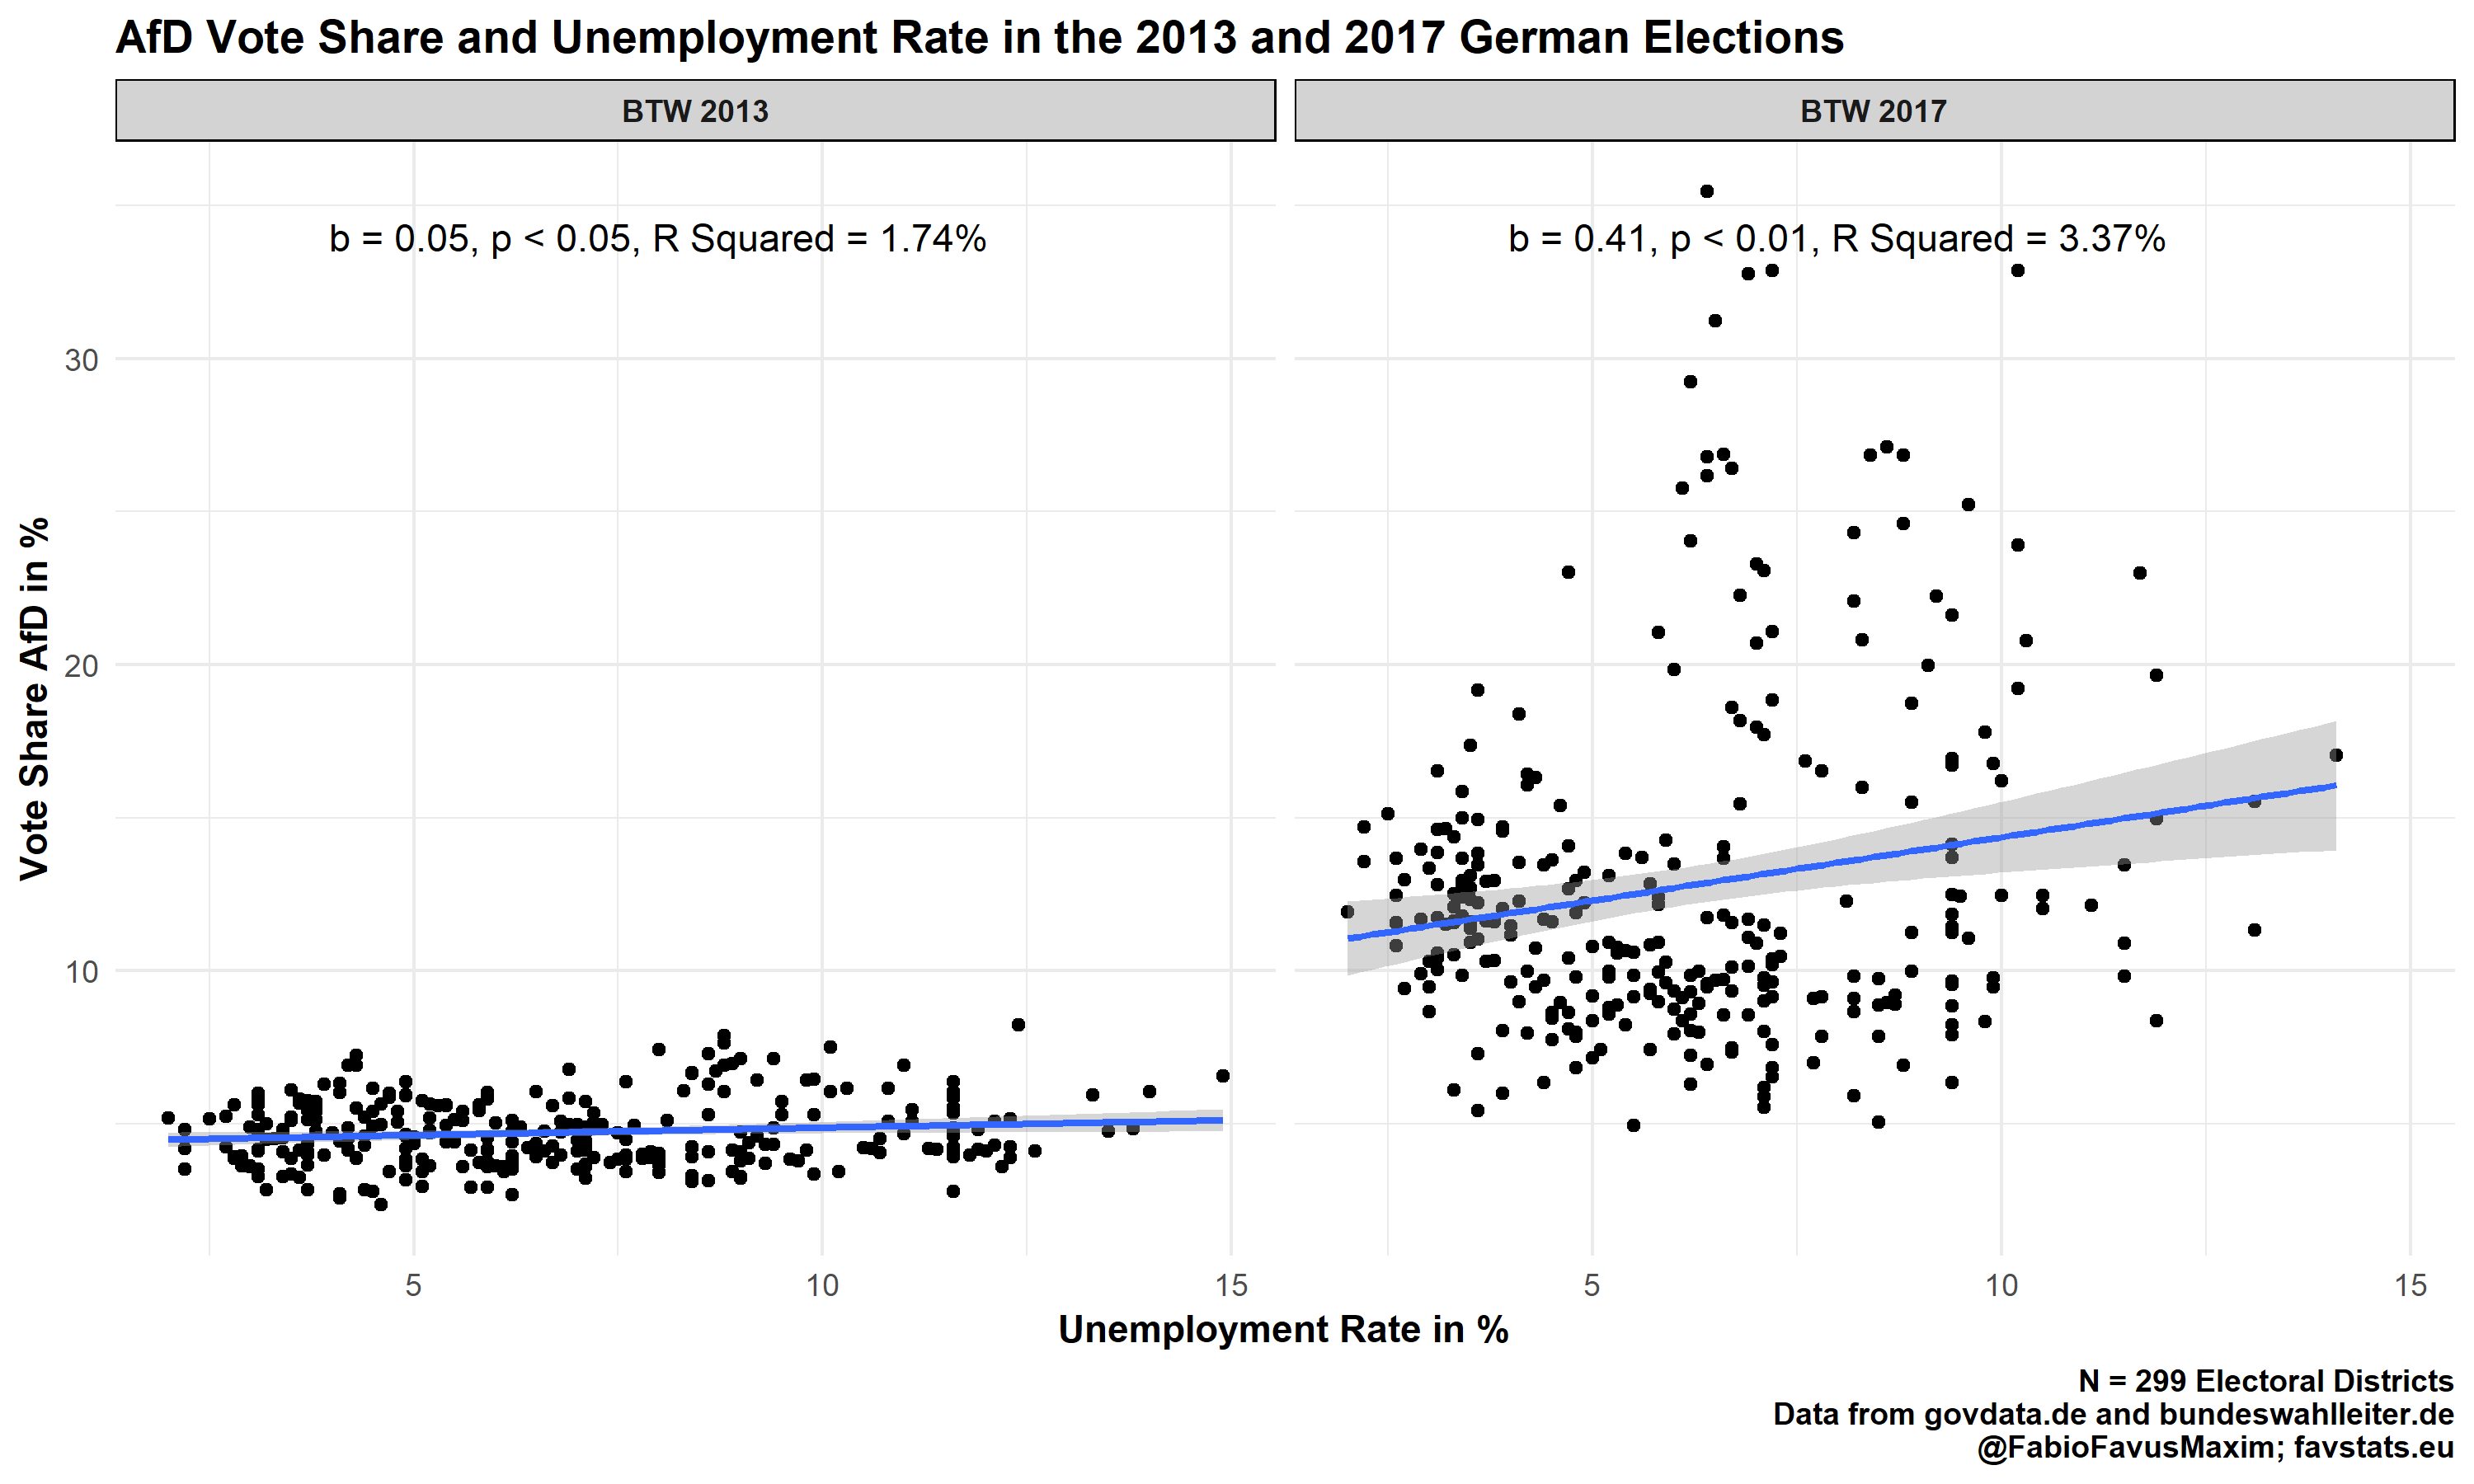 AfD Vote Share and Unemployment Rate in the 2013 and 2017 German Elections
BTW 2013
BTW 2017
b = 0.05, p < 0.05, R Squared = 1.74%
b = 0.41, p < 0.01, R Squared = 3.37%
Vote Share AfD in %
30
20
10
5
10
15
5
10
15
Unemployment Rate in %
N = 299 Electoral Districts
Data from govdata.de and bundeswahlleiter.de
@FabioFavusMaxim; favstats.eu